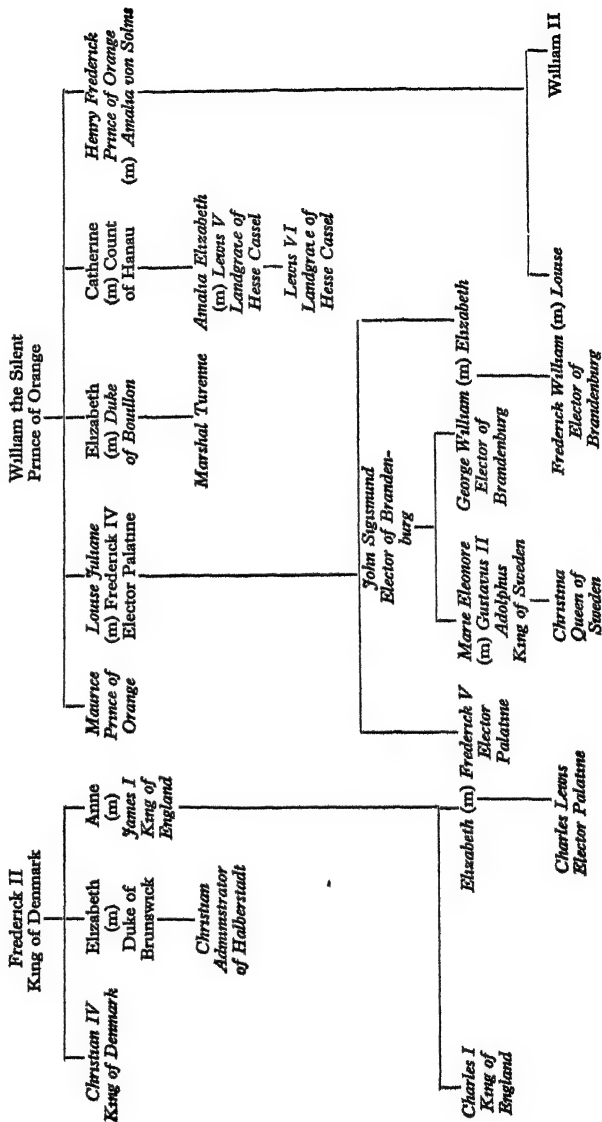 Frederick II
King of Denmark
Christian IV
King of Denmark
Elizabeth
(m)
Duke of
Brunswick
Christian
Administrator
of Halberstadt
Anne
(m)
James I
King of
England
Charles I
King of
England
Elizabeth (m) Frederick V
Elector
Palatine
Charles Lewis
Elector Palatine
William the Silent
Prince of Orange
Maurice
Prince of
Orange
Louise Juliane
(m) Frederick IV
Elector Palatine
Elizabeth
(m) Duke
of Bouillon
Marshal Turenne
Catherine
(m) Count
of Hanau
Amalia Elizabeth
(m) Lewis V
Landgrave of
Hesse Cassel
Lewis VI
Landgrave of
Hesse Cassel
Henry Frederick
Prince of Orange
(m) Amalia von Solms
John Sigismund
Elector of Branden-
burg
Marie Eleonore
(m) Gustavus II
Adolphus
King of Sweden
Christina
Queen of
Sweden
George William (m) Elizabeth
Elector of
Brandenburg
Frederick William (m) Louise
Elector of
Brandenburg
William II